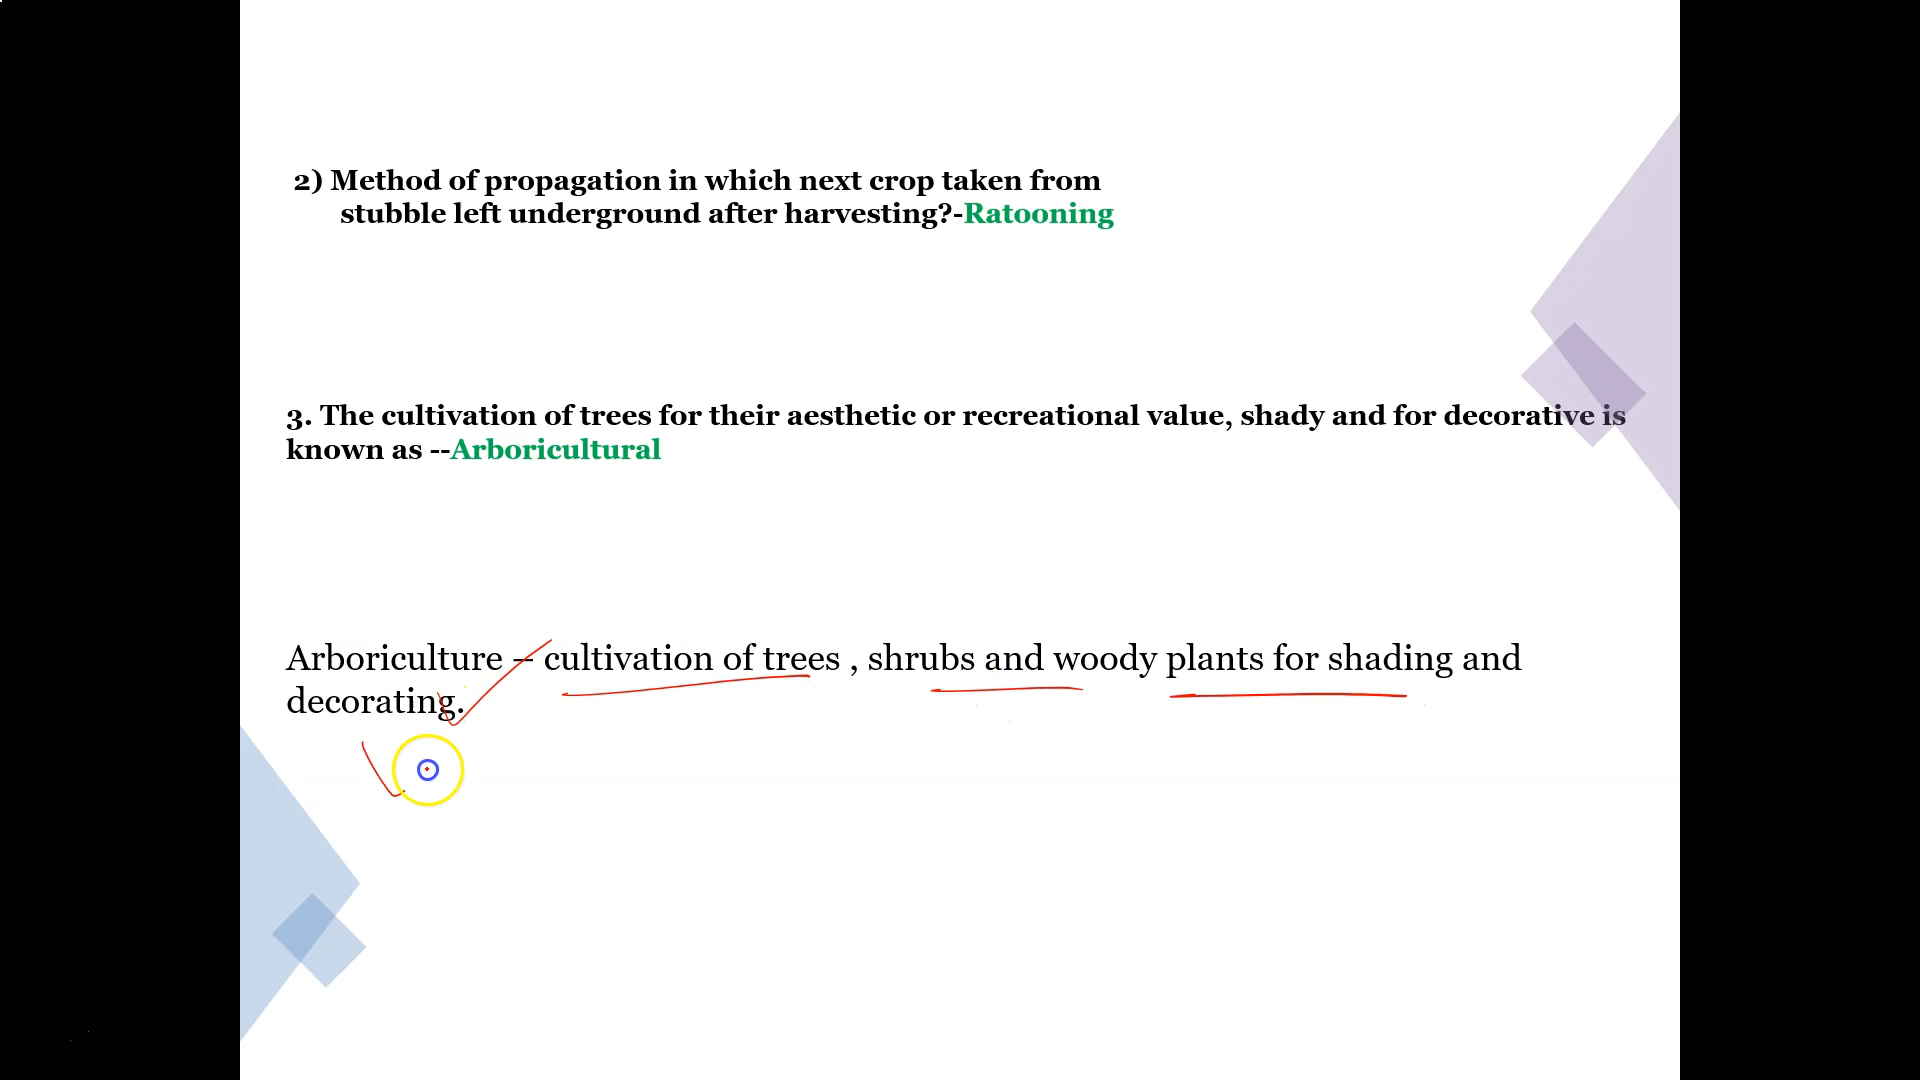 2) Method of propagation in which next crop taken from
stubble left underground after harvesting?-Ratooning
3. The cultivation of trees for their aesthetic or recreational value, shady and for decorative is
known as --Arboricultural
Arboriculture – cultivation of trees , shrubs and woody plants for shading and
decorating.